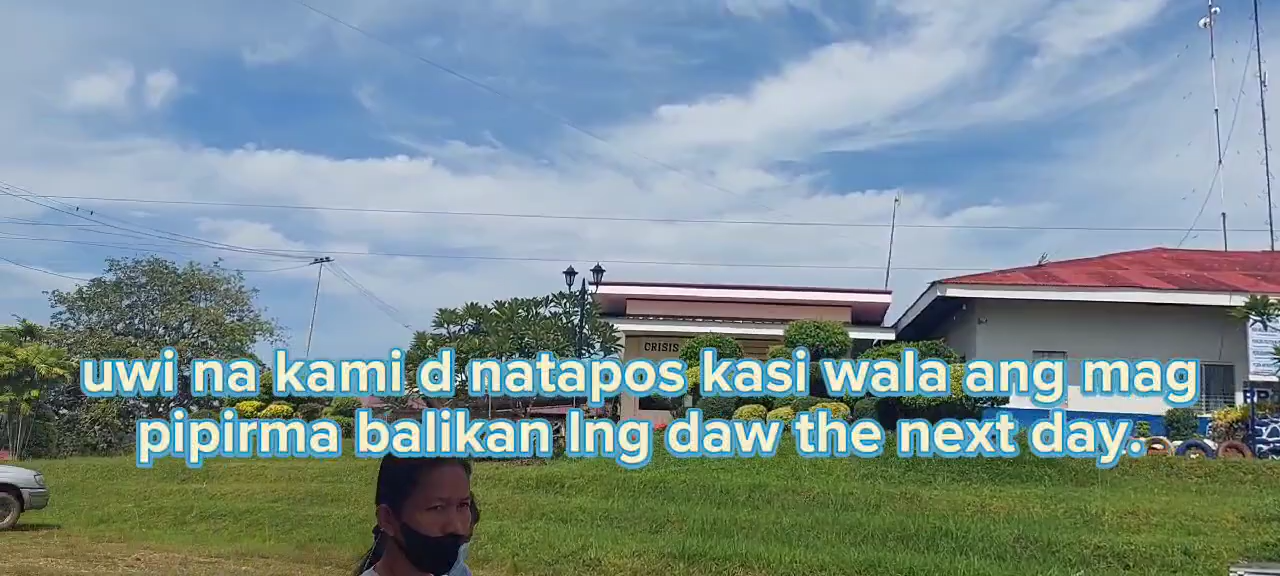 CRISIS
uwi na kami d natapos kasi wala ang mag
pipirma balikan lng daw the next day.